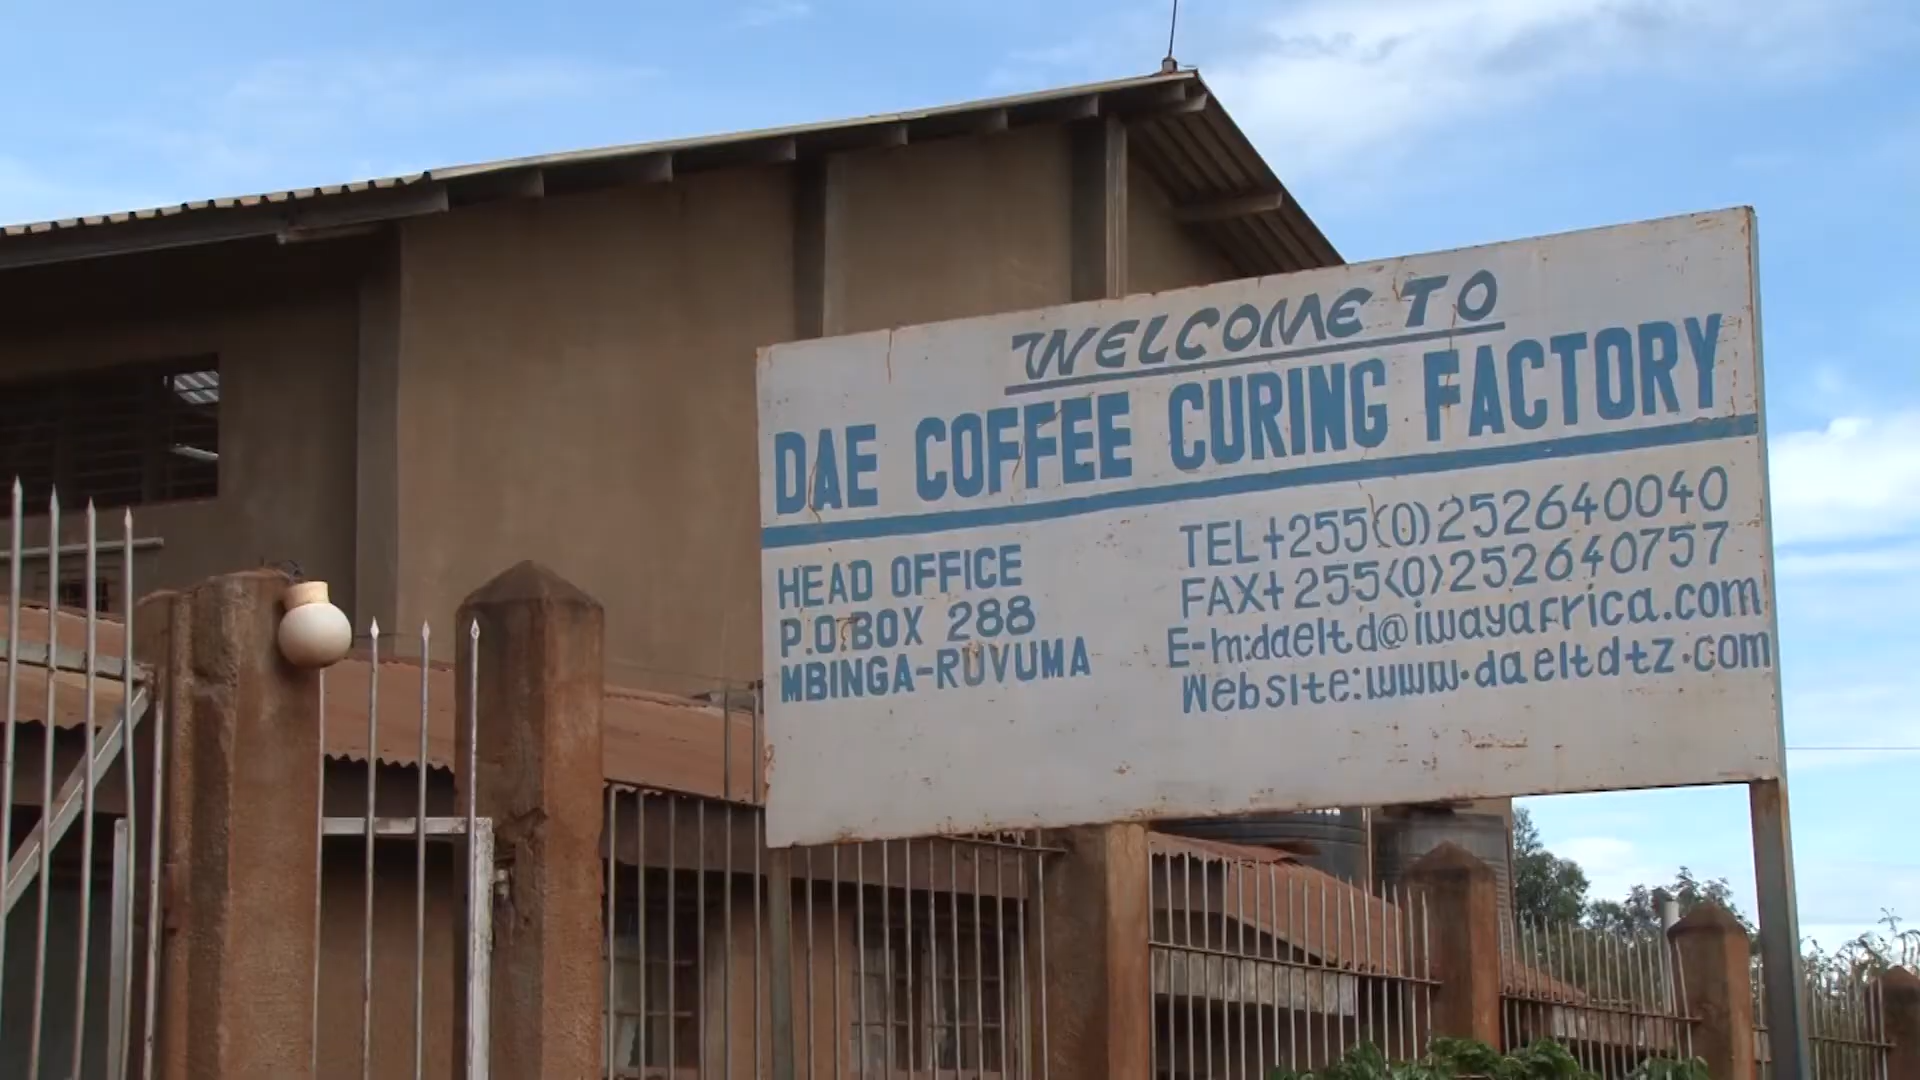 WELCOME TO
DAE COFFEE CURING FACTORY
HEAD OFFICE
P.O.BOX 288
MBINGA-RUVUMA
TEL+255(0)252640040
FAX+255(0)252640757
E-m:daeltd@iwayafrica.com
Website:www.daeltdtz.com